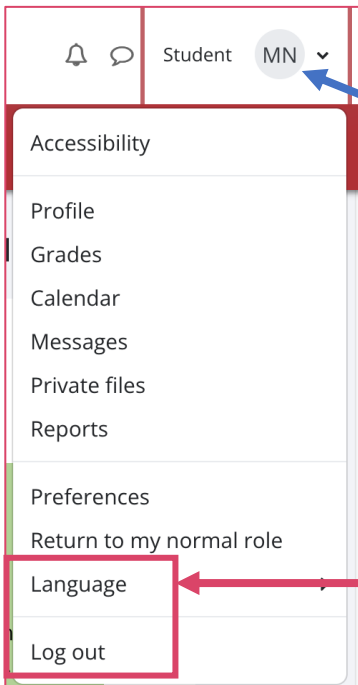 Student MN
Accessibility
Profile
Grades
Calendar
Messages
Private files
Reports
Preferences
Return to my normal role
Language
Log out